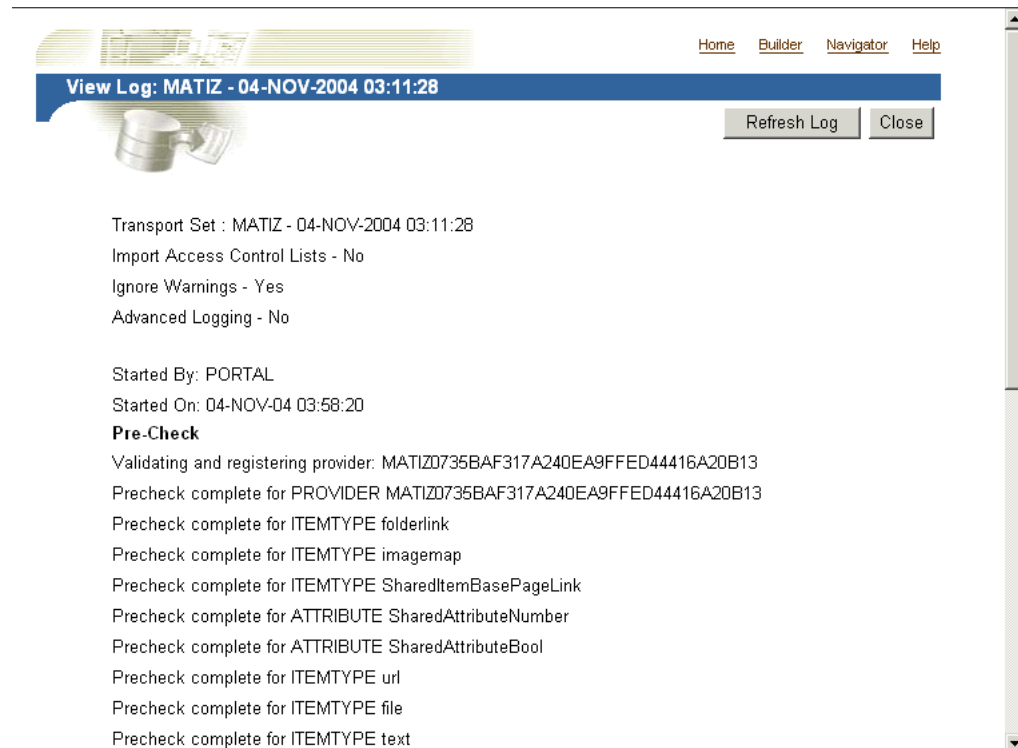 Home Builder Navigator Help
View Log: MATIZ - 04-NOV-2004 03:11:28
Refresh Log Close
Transport Set : MATIZ - 04-NOV-2004 03:11:28
Import Access Control Lists - No
Ignore Warnings - Yes
Advanced Logging - No
Started By: PORTAL
Started On: 04-NOV-04 03:58:20
Pre-Check
Validating and registering provider: MATIZ0735BAF317A240EA9FFED44416A20B13
Precheck complete for PROVIDER MATIZ0735BAF317A240EA9FFED44416A20B13
Precheck complete for ITEMTYPE folderlink
Precheck complete for ITEMTYPE imagemap
Precheck complete for ITEMTYPE SharedItemBasePageLink
Precheck complete for ATTRIBUTE SharedAttributeNumber
Precheck complete for ATTRIBUTE SharedAttributeBool
Precheck complete for ITEMTYPE url
Precheck complete for ITEMTYPE file
Precheck complete for ITEMTYPE text